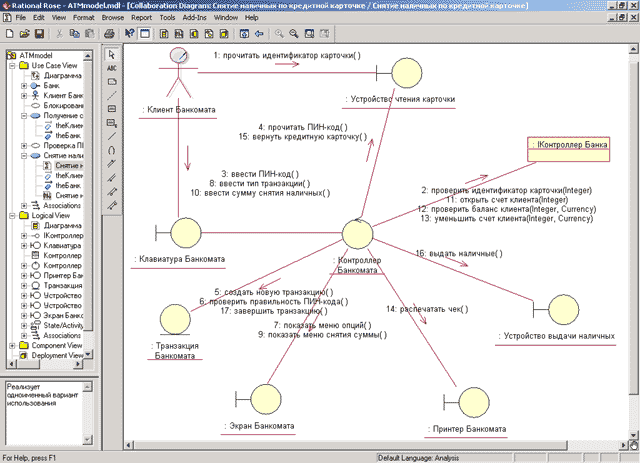 Rational Rose - ATMmodel.mdl - [Collaboration Diagram: Снятие наличных по кредитной карточке / Снятие наличных по кредитной карточке]
File Edit View Format Browse Report Query Tools Add-Ins Window Help
ATMmodel
Use Case View
Диаграмма
Банк
Клиент Банком
Блокировани
Получение с
theКлиен
theБанк
Проверка ПИ
Снятие нали
Снятие н
theКлиен
theБанк
Снятие н
Associations
Logical View
Диаграмма
IКонтроллер
Клавиатура
Контроллер
Контроллер
Принтер Бан
Транзакция
Устройство
Устройство
Экран Банко
State/Activity
Associations
Component View
Deployment View
Реализует
одноименный вариант
использования
ABC
1: прочитать идентификатор карточки( )
: Клиент Банкомата
: Устройство чтения карточки
4: прочитать ПИН-код( )
15: вернуть кредитную карточку( )
: IКонтроллер Банка
3: ввести ПИН-код( )
8: ввести тип транзакции( )
10: ввести сумму снятия наличных( )
2: проверить идентификатор карточки(Integer)
11: открыть счет клиента(Integer)
12: проверить баланс клиента(Integer, Currency)
13: уменьшить счет клиента(Integer, Currency)
: Клавиатура Банкомата
: Контроллер
Банкомата
16: выдать наличные( )
5: создать новую транзакцию( )
6: проверить правильность ПИН-кода( )
17: завершить транзакцию( )
14: распечатать чек( )
7: показать меню опций( )
9: показать меню снятия суммы( )
: Транзакция
Банкомата
: Устройство выдачи наличных
: Экран Банкомата
: Принтер Банкомата
For Help, press F1
Default Language: Analysis